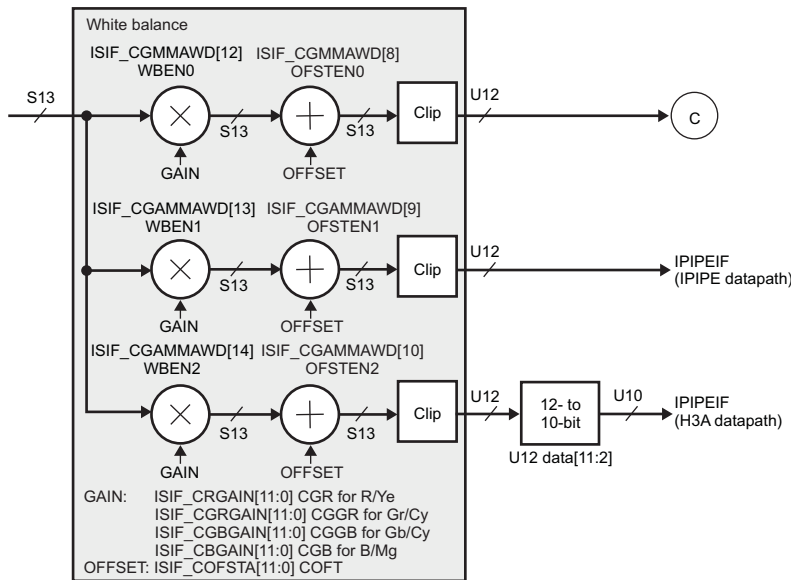 White balance
ISIF_CGMMAWD[12]
WBEN0
ISIF_CGMMAWD[8]
OFSTEN0
S13
S13
S13
Clip
U12
C
GAIN
OFFSET
ISIF_CGAMMAWD[13]
WBEN1
ISIF_CGAMMAWD[9]
OFSTEN1
S13
S13
Clip
U12
IPIPEIF
(IPIPE datapath)
GAIN
OFFSET
ISIF_CGAMMAWD[14]
WBEN2
ISIF_CGAMMAWD[10]
OFSTEN2
S13
S13
Clip
U12
12- to
10-bit
U10
IPIPEIF
(H3A datapath)
U12 data[11:2]
GAIN
OFFSET
GAIN: ISIF_CRGAIN[11:0] CGR for R/Ye
ISIF_CGRGAIN[11:0] CGGR for Gr/Cy
ISIF_CGBGAIN[11:0] CGGB for Gb/Cy
ISIF_CBGAIN[11:0] CGB for B/Mg
OFFSET: ISIF_COFSTA[11:0] COFT